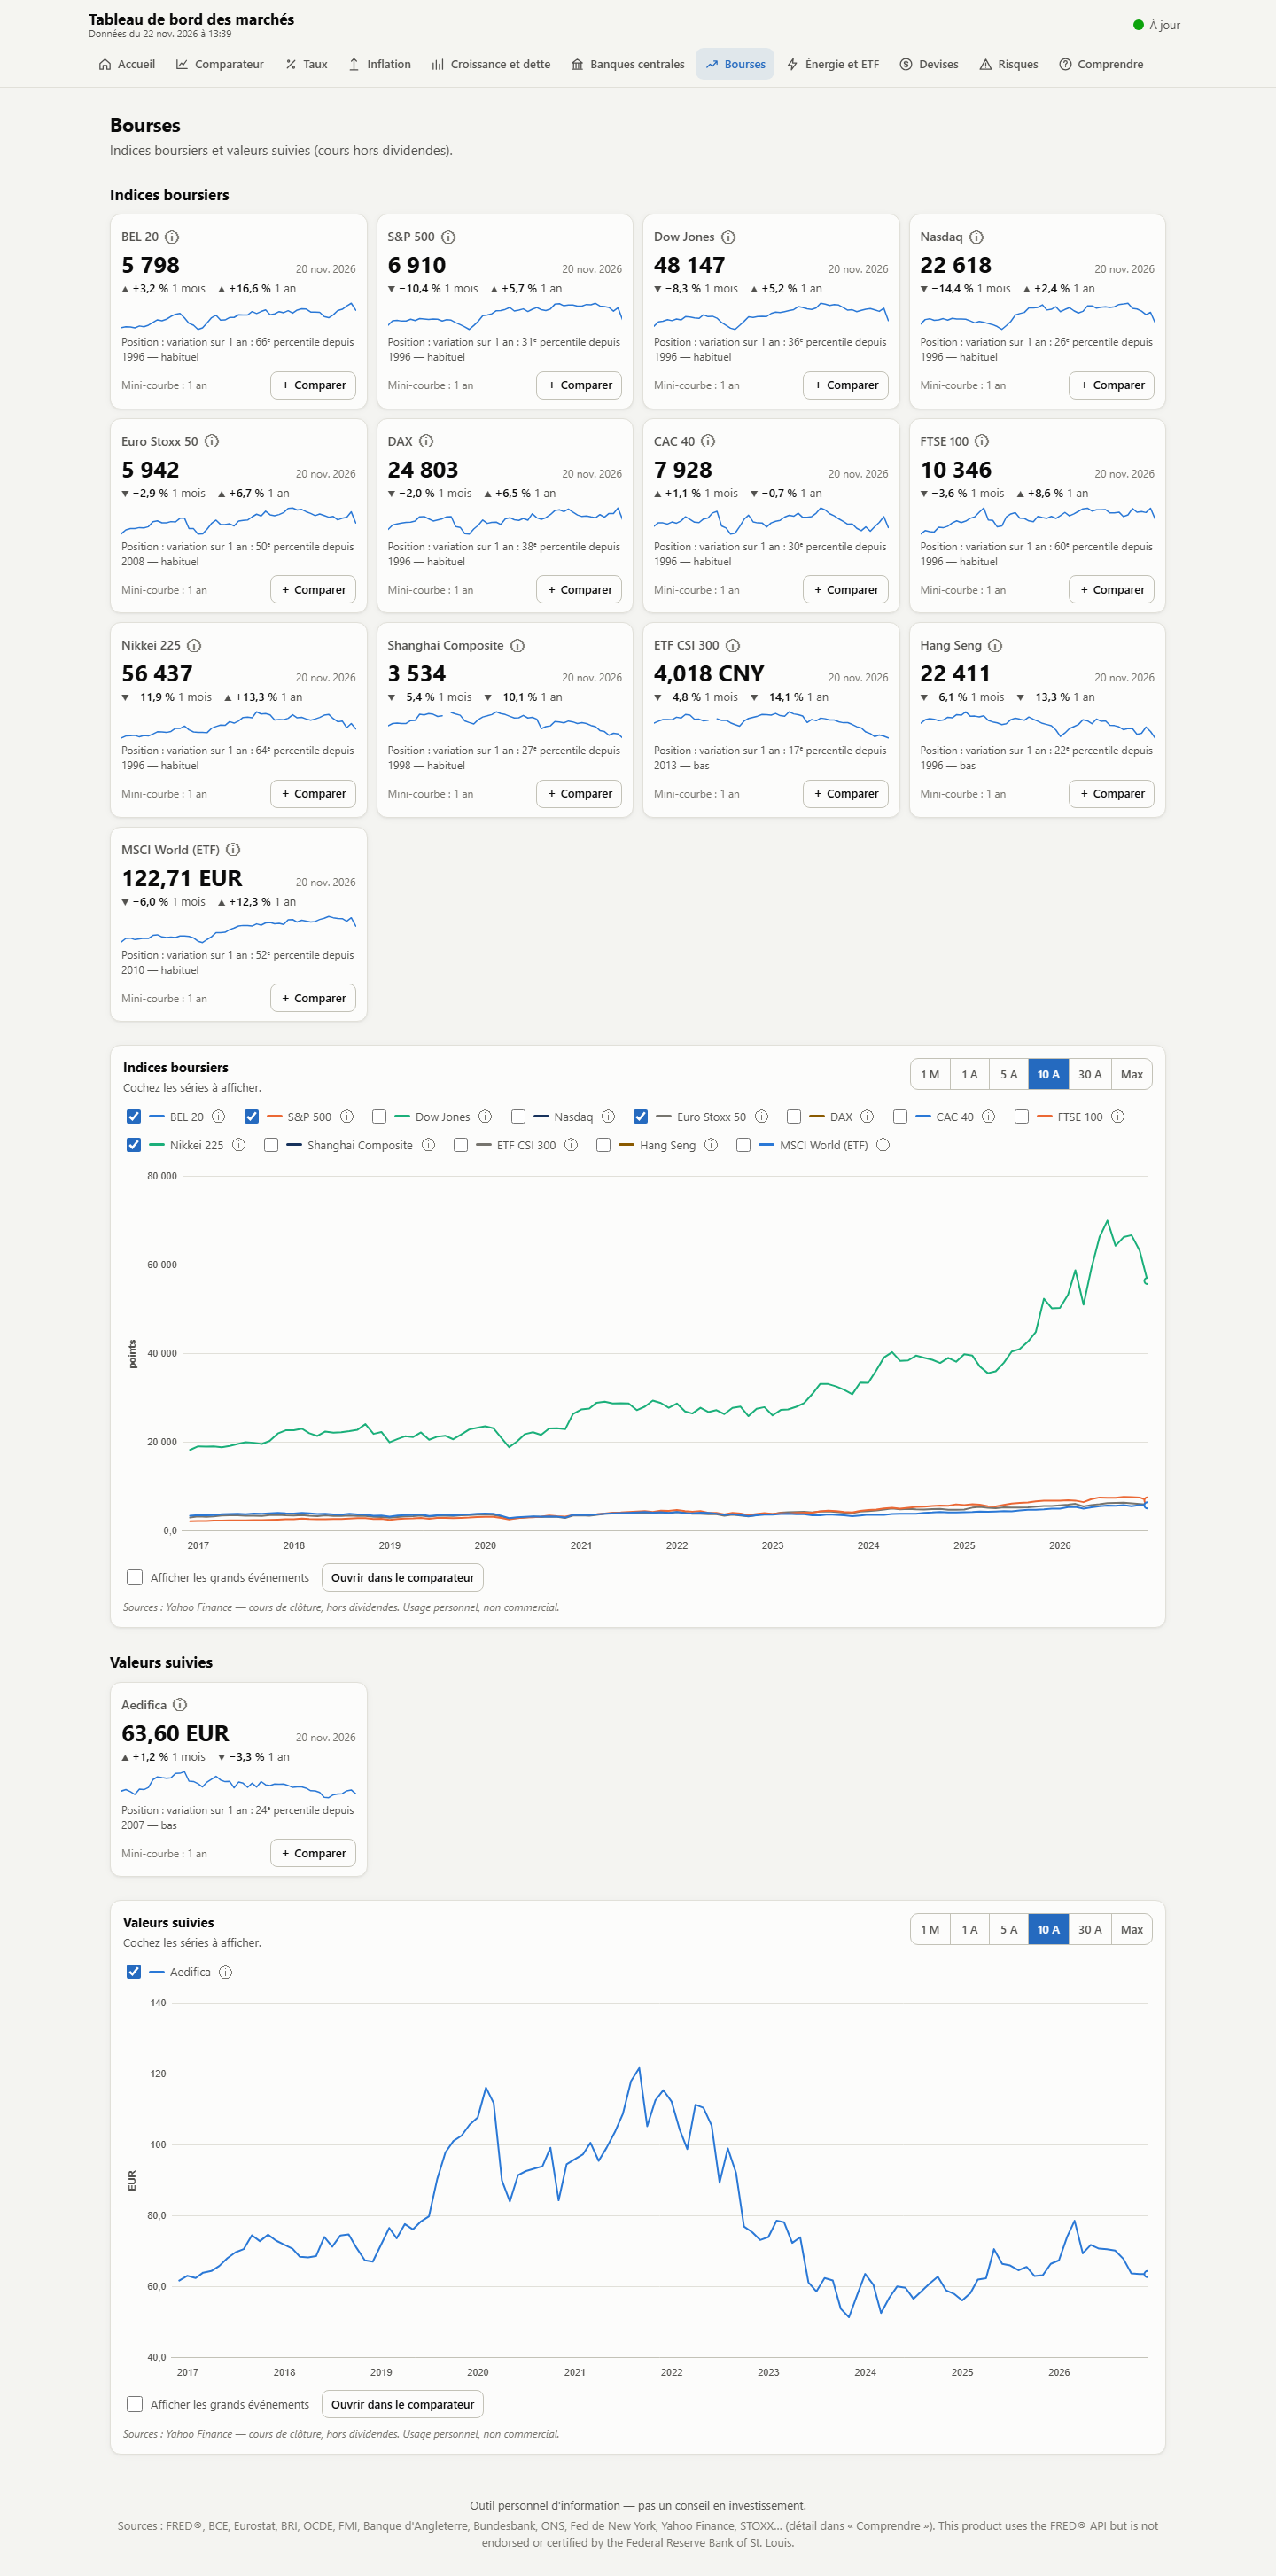 Tableau de bord des marchés
Données du 22 nov. 2026 à 13:39
À jour
Accueil Comparateur Taux Inflation Croissance et dette Banques centrales Bourses Énergie et ETF Devises Risques Comprendre
Bourses
Indices boursiers et valeurs suivies (cours hors dividendes).
Indices boursiers
BEL 20
5 798 20 nov. 2026
▲ +3,2 % 1 mois ▲ +16,6 % 1 an
Position : variation sur 1 an : 66ᵉ percentile depuis
1996 — habituel
Mini-courbe : 1 an + Comparer
S&P 500
6 910 20 nov. 2026
▼ −10,4 % 1 mois ▲ +5,7 % 1 an
Position : variation sur 1 an : 31ᵉ percentile depuis
1996 — habituel
Mini-courbe : 1 an + Comparer
Dow Jones
48 147 20 nov. 2026
▼ −8,3 % 1 mois ▲ +5,2 % 1 an
Position : variation sur 1 an : 36ᵉ percentile depuis
1996 — habituel
Mini-courbe : 1 an + Comparer
Nasdaq
22 618 20 nov. 2026
▼ −14,4 % 1 mois ▲ +2,4 % 1 an
Position : variation sur 1 an : 26ᵉ percentile depuis
1996 — habituel
Mini-courbe : 1 an + Comparer
Euro Stoxx 50
5 942 20 nov. 2026
▼ −2,9 % 1 mois ▲ +6,7 % 1 an
Position : variation sur 1 an : 50ᵉ percentile depuis
2008 — habituel
Mini-courbe : 1 an + Comparer
DAX
24 803 20 nov. 2026
▼ −2,0 % 1 mois ▲ +6,5 % 1 an
Position : variation sur 1 an : 38ᵉ percentile depuis
1996 — habituel
Mini-courbe : 1 an + Comparer
CAC 40
7 928 20 nov. 2026
▲ +1,1 % 1 mois ▼ −0,7 % 1 an
Position : variation sur 1 an : 30ᵉ percentile depuis
1996 — habituel
Mini-courbe : 1 an + Comparer
FTSE 100
10 346 20 nov. 2026
▼ −3,6 % 1 mois ▲ +8,6 % 1 an
Position : variation sur 1 an : 60ᵉ percentile depuis
1996 — habituel
Mini-courbe : 1 an + Comparer
Nikkei 225
56 437 20 nov. 2026
▼ −11,9 % 1 mois ▲ +13,3 % 1 an
Position : variation sur 1 an : 64ᵉ percentile depuis
1996 — habituel
Mini-courbe : 1 an + Comparer
Shanghai Composite
3 534 20 nov. 2026
▼ −5,4 % 1 mois ▼ −10,1 % 1 an
Position : variation sur 1 an : 27ᵉ percentile depuis
1998 — habituel
Mini-courbe : 1 an + Comparer
ETF CSI 300
4,018 CNY 20 nov. 2026
▼ −4,8 % 1 mois ▼ −14,1 % 1 an
Position : variation sur 1 an : 17ᵉ percentile depuis
2013 — bas
Mini-courbe : 1 an + Comparer
Hang Seng
22 411 20 nov. 2026
▼ −6,1 % 1 mois ▼ −13,3 % 1 an
Position : variation sur 1 an : 22ᵉ percentile depuis
1996 — bas
Mini-courbe : 1 an + Comparer
MSCI World (ETF)
122,71 EUR 20 nov. 2026
▼ −6,0 % 1 mois ▲ +12,3 % 1 an
Position : variation sur 1 an : 52ᵉ percentile depuis
2010 — habituel
Mini-courbe : 1 an + Comparer
Indices boursiers
1 M 1 A 5 A 10 A 30 A Max
Cochez les séries à afficher.
BEL 20 S&P 500 Dow Jones Nasdaq Euro Stoxx 50 DAX CAC 40 FTSE 100
Nikkei 225 Shanghai Composite ETF CSI 300 Hang Seng MSCI World (ETF)
80 000
60 000
points
40 000
20 000
0,0
2017 2018 2019 2020 2021 2022 2023 2024 2025 2026
Afficher les grands événements Ouvrir dans le comparateur
Sources : Yahoo Finance — cours de clôture, hors dividendes. Usage personnel, non commercial.
Valeurs suivies
Aedifica
63,60 EUR 20 nov. 2026
▲ +1,2 % 1 mois ▼ −3,3 % 1 an
Position : variation sur 1 an : 24ᵉ percentile depuis
2007 — bas
Mini-courbe : 1 an + Comparer
Valeurs suivies
1 M 1 A 5 A 10 A 30 A Max
Cochez les séries à afficher.
Aedifica
140
120
100
EUR
80,0
60,0
40,0
2017 2018 2019 2020 2021 2022 2023 2024 2025 2026
Afficher les grands événements Ouvrir dans le comparateur
Sources : Yahoo Finance — cours de clôture, hors dividendes. Usage personnel, non commercial.
Outil personnel d'information — pas un conseil en investissement.
Sources : FRED®, BCE, Eurostat, BRI, OCDE, FMI, Banque d'Angleterre, Bundesbank, ONS, Fed de New York, Yahoo Finance, STOXX… (détail dans « Comprendre »). This product uses the FRED® API but is not
endorsed or certified by the Federal Reserve Bank of St. Louis.